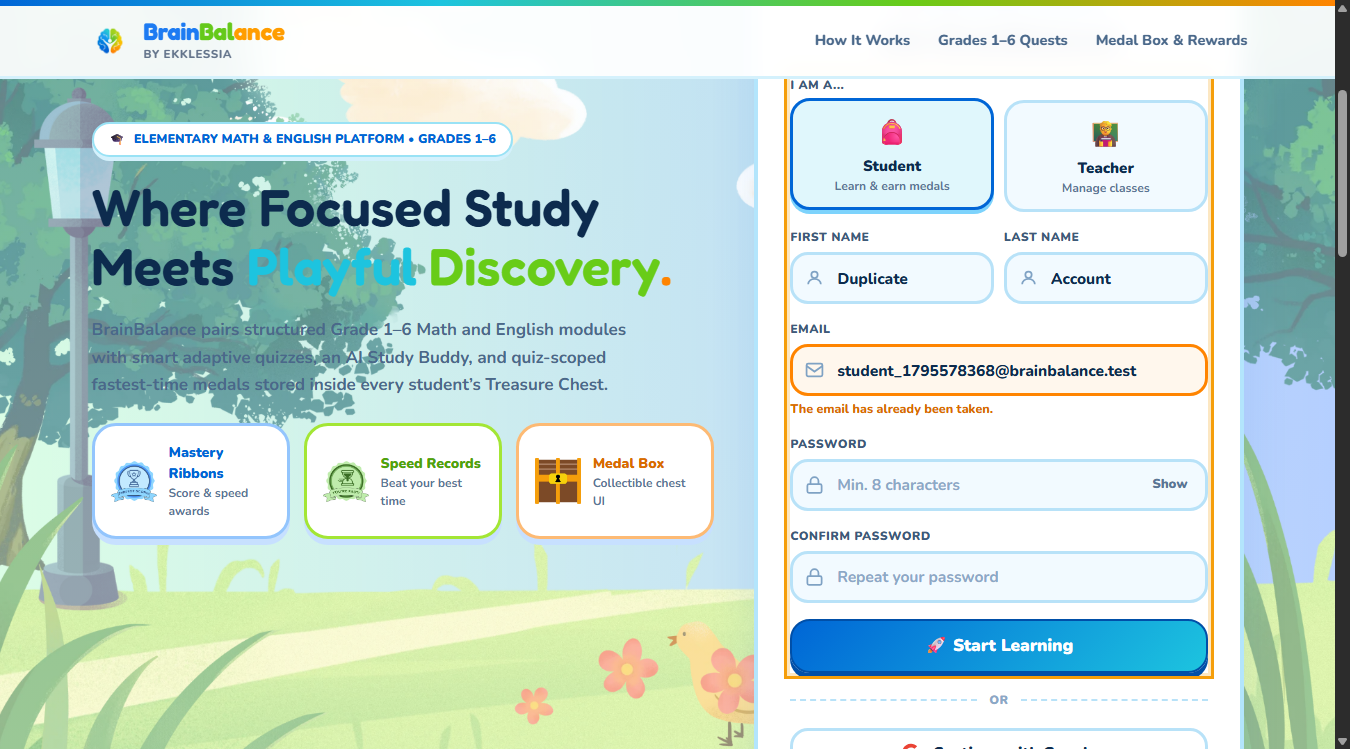 BrainBalance
BY EKKLESSIA
How It Works
Grades 1–6 Quests
Medal Box & Rewards
ELEMENTARY MATH & ENGLISH PLATFORM • GRADES 1–6
Where Focused Study
Meets Playful Discovery.
BrainBalance pairs structured Grade 1–6 Math and English modules
with smart adaptive quizzes, an AI Study Buddy, and quiz-scoped
fastest-time medals stored inside every student’s Treasure Chest.
Mastery
Ribbons
Score & speed
awards
Speed Records
Beat your best
time
Medal Box
Collectible chest
UI
I AM A...
Student
Learn & earn medals
Teacher
Manage classes
FIRST NAME
LAST NAME
Duplicate
Account
EMAIL
student_1795578368@brainbalance.test
The email has already been taken.
PASSWORD
Min. 8 characters
Show
CONFIRM PASSWORD
Repeat your password
Start Learning
OR